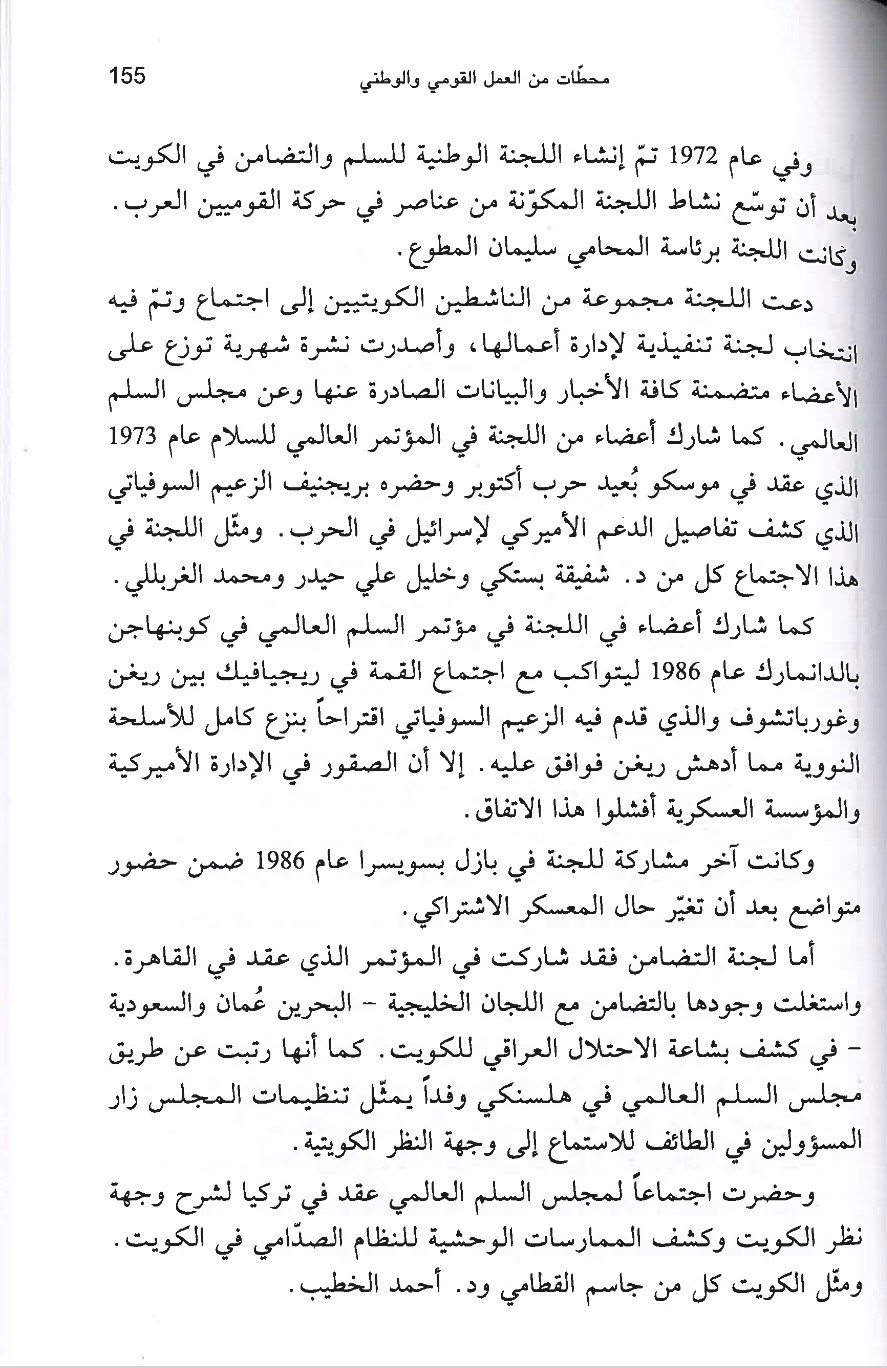 محطّات من العمل القومي والوطني 155
وفي عام 1972 تمّ إنشاء اللجنة الوطنية للسلم والتضامن في الكويت
بعد أن توسّع نشاط اللجنة المكوّنة من عناصر في حركة القوميين العرب.
وكانت اللجنة برئاسة المحامي سليمان المطوع.
دعت اللجنة مجموعة من الناشطين الكويتيين إلى اجتماع وتمّ فيه
انتخاب لجنة تنفيذية لإدارة أعمالها، وأصدرت نشرة شهرية توزع على
الأعضاء متضمنة كافة الأخبار والبيانات الصادرة عنها وعن مجلس السلم
العالمي. كما شارك أعضاء من اللجنة في المؤتمر العالمي للسلام عام 1973
الذي عقد في موسكو بُعيد حرب أكتوبر وحضره بريجنيف الزعيم السوفياتي
الذي كشف تفاصيل الدعم الأميركي لإسرائيل في الحرب. ومثّل اللجنة في
هذا الاجتماع كل من د. شفيقة بستكي وخليل علي حيدر ومحمد الغربللي.
كما شارك أعضاء في اللجنة في مؤتمر السلم العالمي في كوبنهاجن
بالدانمارك عام 1986 ليتواكب مع اجتماع القمة في ريجيافيك بين ريغن
وغورباتشوف والذي قدم فيه الزعيم السوفياتي اقتراحاً بنزع كامل للأسلحة
النووية مما أدهش ريغن فوافق عليه. إلا أن الصقور في الإدارة الأميركية
والمؤسسة العسكرية أفشلوا هذا الاتفاق.
وكانت آخر مشاركة للجنة في بازل بسويسرا عام 1986 ضمن حضور
متواضع بعد أن تغيّر حال المعسكر الاشتراكي.
أما لجنة التضامن فقد شاركت في المؤتمر الذي عقد في القاهرة.
واستغلت وجودها بالتضامن مع اللجان الخليجية – البحرين عُمان والسعودية
– في كشف بشاعة الاحتلال العراقي للكويت. كما أنها رتبت عن طريق
مجلس السلم العالمي في هلسنكي وفداً يمثّل تنظيمات المجلس زار
المسؤولين في الطائف للاستماع إلى وجهة النظر الكويتية.
وحضرت اجتماعاً لمجلس السلم العالمي عقد في تركيا لشرح وجهة
نظر الكويت وكشف الممارسات الوحشية للنظام الصدّامي في الكويت.
ومثّل الكويت كل من جاسم القطامي ود. أحمد الخطيب.